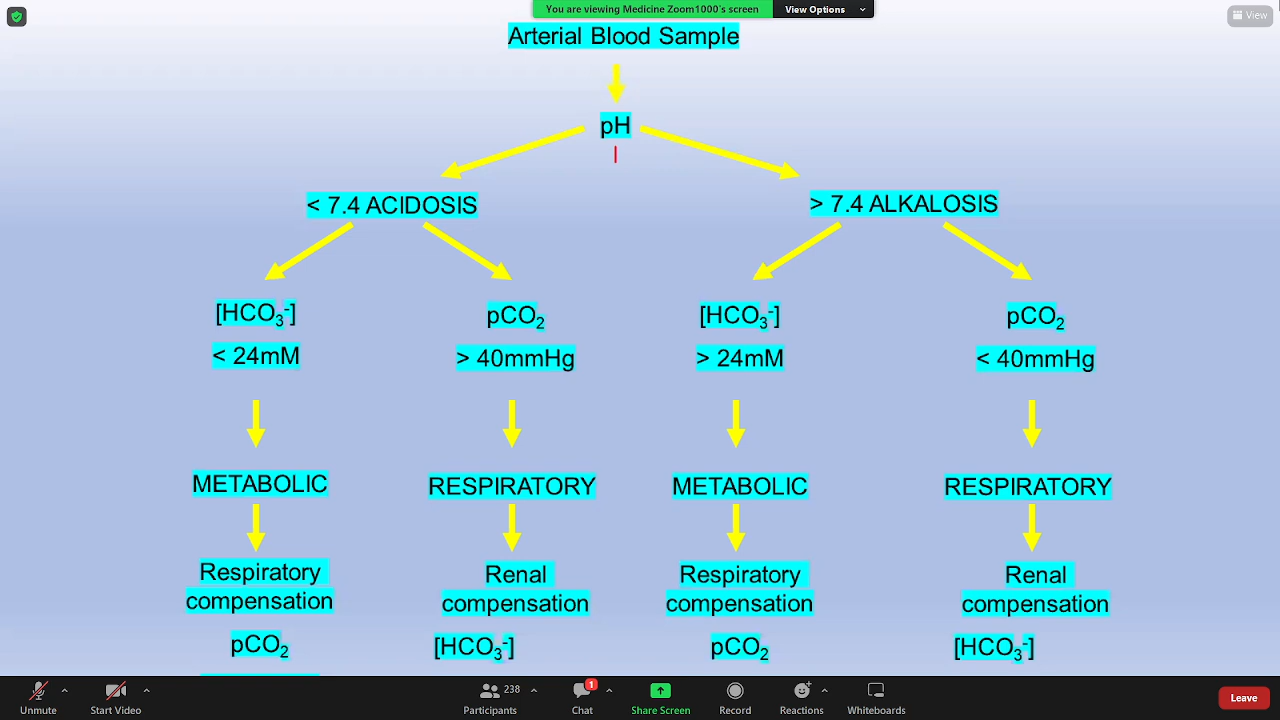 You are viewing Medicine Zoom1000's screen
View Options
View
Arterial Blood Sample
pH
< 7.4 ACIDOSIS
> 7.4 ALKALOSIS
[HCO₃⁻]
pCO₂
[HCO₃⁻]
pCO₂
< 24mM
> 40mmHg
> 24mM
< 40mmHg
METABOLIC
RESPIRATORY
METABOLIC
RESPIRATORY
Respiratory
compensation
Renal
compensation
Respiratory
compensation
Renal
compensation
pCO₂
[HCO₃⁻]
pCO₂
[HCO₃⁻]
Unmute
Start Video
238
Participants
1
Chat
Share Screen
Record
Reactions
Whiteboards
Leave